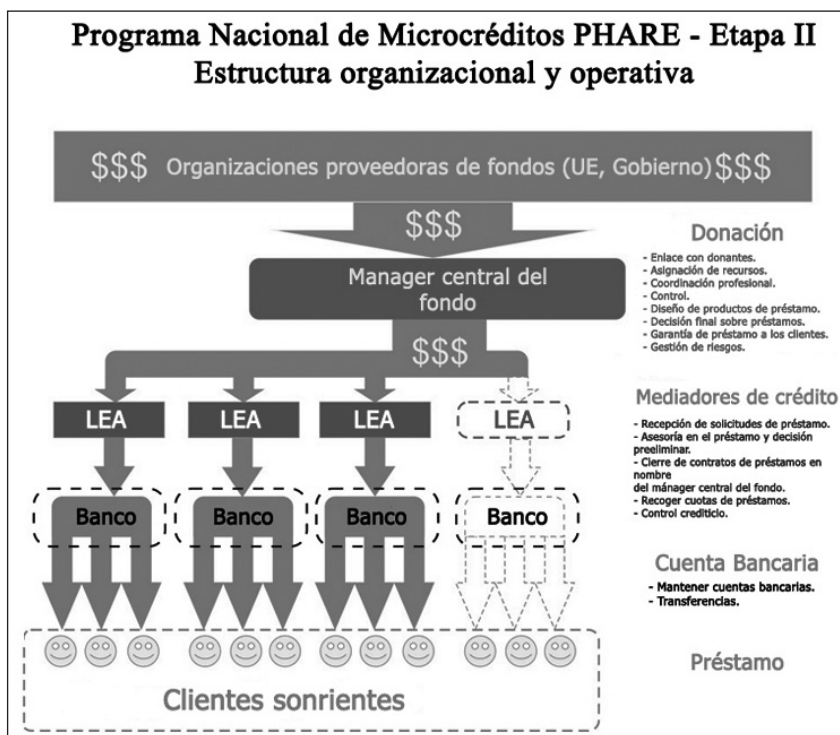 Programa Nacional de Microcréditos PHARE - Etapa II
Estructura organizacional y operativa
$$$ Organizaciones proveedoras de fondos (UE, Gobierno) $$$
$$$
Manager central del
fondo
$$$
Donación
- Enlace con donantes.
- Asignación de recursos.
- Coordinación profesional.
- Control.
- Diseño de productos de préstamo.
- Decisión final sobre préstamos.
- Garantía de préstamo a los clientes.
- Gestión de riesgos.
LEA
LEA
LEA
LEA
Mediadores de crédito
- Recepción de solicitudes de préstamo.
- Asesoría en el préstamo y decisión
preeliminar.
- Cierre de contratos de préstamos en
nombre
del mánager central del fondo.
- Recoger cuotas de préstamos.
- Control crediticio.
Banco
Banco
Banco
Banco
Cuenta Bancaria
- Mantener cuentas bancarias.
- Transferencias.
Clientes sonrientes
Préstamo